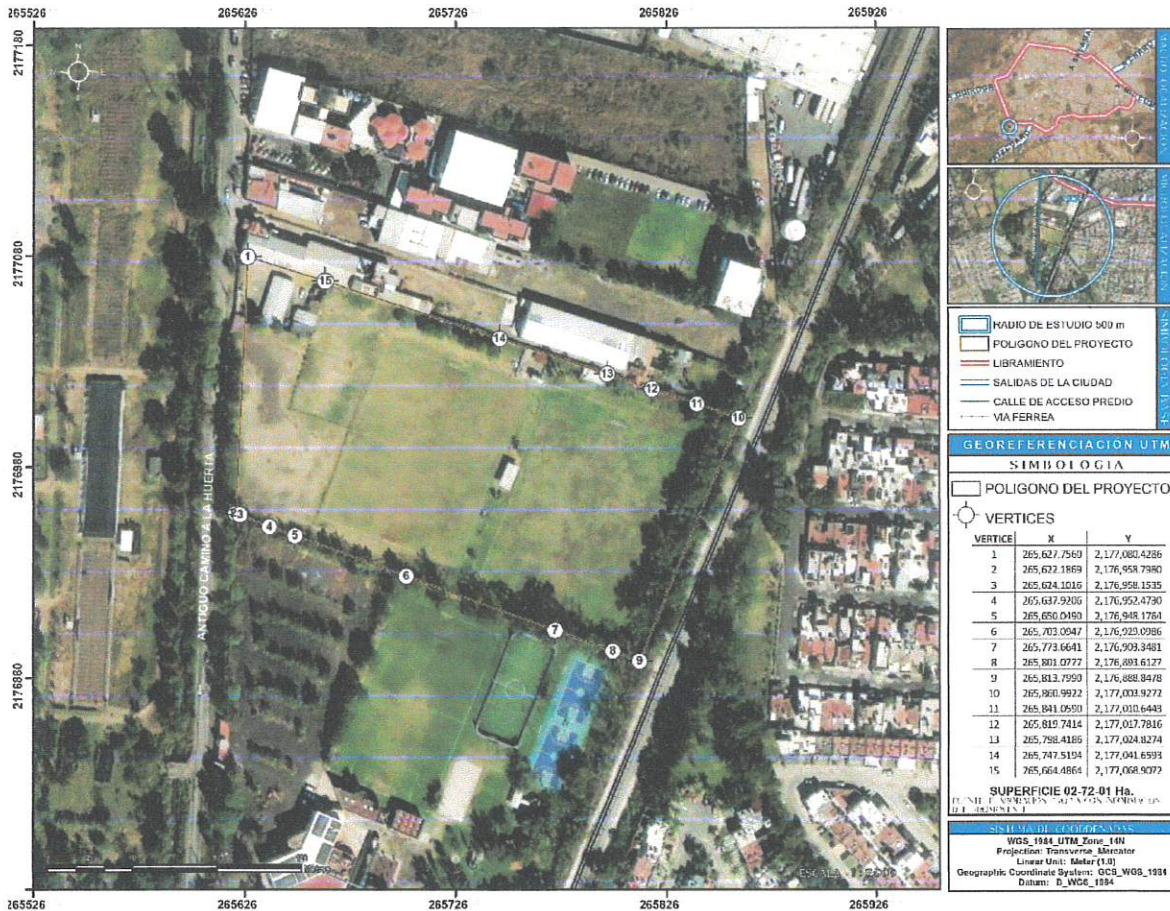 265526 265626 265726 265826 265926
2177180
2177080
2176980
2176880
N
1
15
14
13
12
11
10
23
4
5
6
7
8
9
ANTIGUO CAMINO A LA HUERTA
265526 265626 265726 265826 265926
RADIO DE ESTUDIO 500 m
POLIGONO DEL PROYECTO
LIBRAMIENTO
SALIDAS DE LA CIUDAD
CALLE DE ACCESO PREDIO
VIA FERREA
GEOREFERENCIACIÓN UTM
SIMBOLOGIA
POLIGONO DEL PROYECTO
VERTICES
VERTICE X Y
1 265,627.7560 2,177,080.4286
2 265,622.1869 2,176,958.7980
3 265,624.1016 2,176,958.1535
4 265,637.9206 2,176,952.4730
5 265,650.0490 2,176,948.1764
6 265,703.0947 2,176,929.0986
7 265,773.6641 2,176,903.3481
8 265,801.0777 2,176,893.6127
9 265,813.7990 2,176,888.8478
10 265,860.9922 2,177,003.9272
11 265,841.0590 2,177,010.6443
12 265,819.7414 2,177,017.7816
13 265,798.4186 2,177,024.8274
14 265,747.5194 2,177,041.6593
15 265,664.4864 2,177,068.9072
SUPERFICIE 02-72-01 Ha.
SISTEMA DE COORDENADAS
WGS_1984_UTM_Zone_14N
Projection: Transverse_Mercator
Linear Unit: Meter (1.0)
Geographic Coordinate System: GCS_WGS_1984
Datum: D_WGS_1984